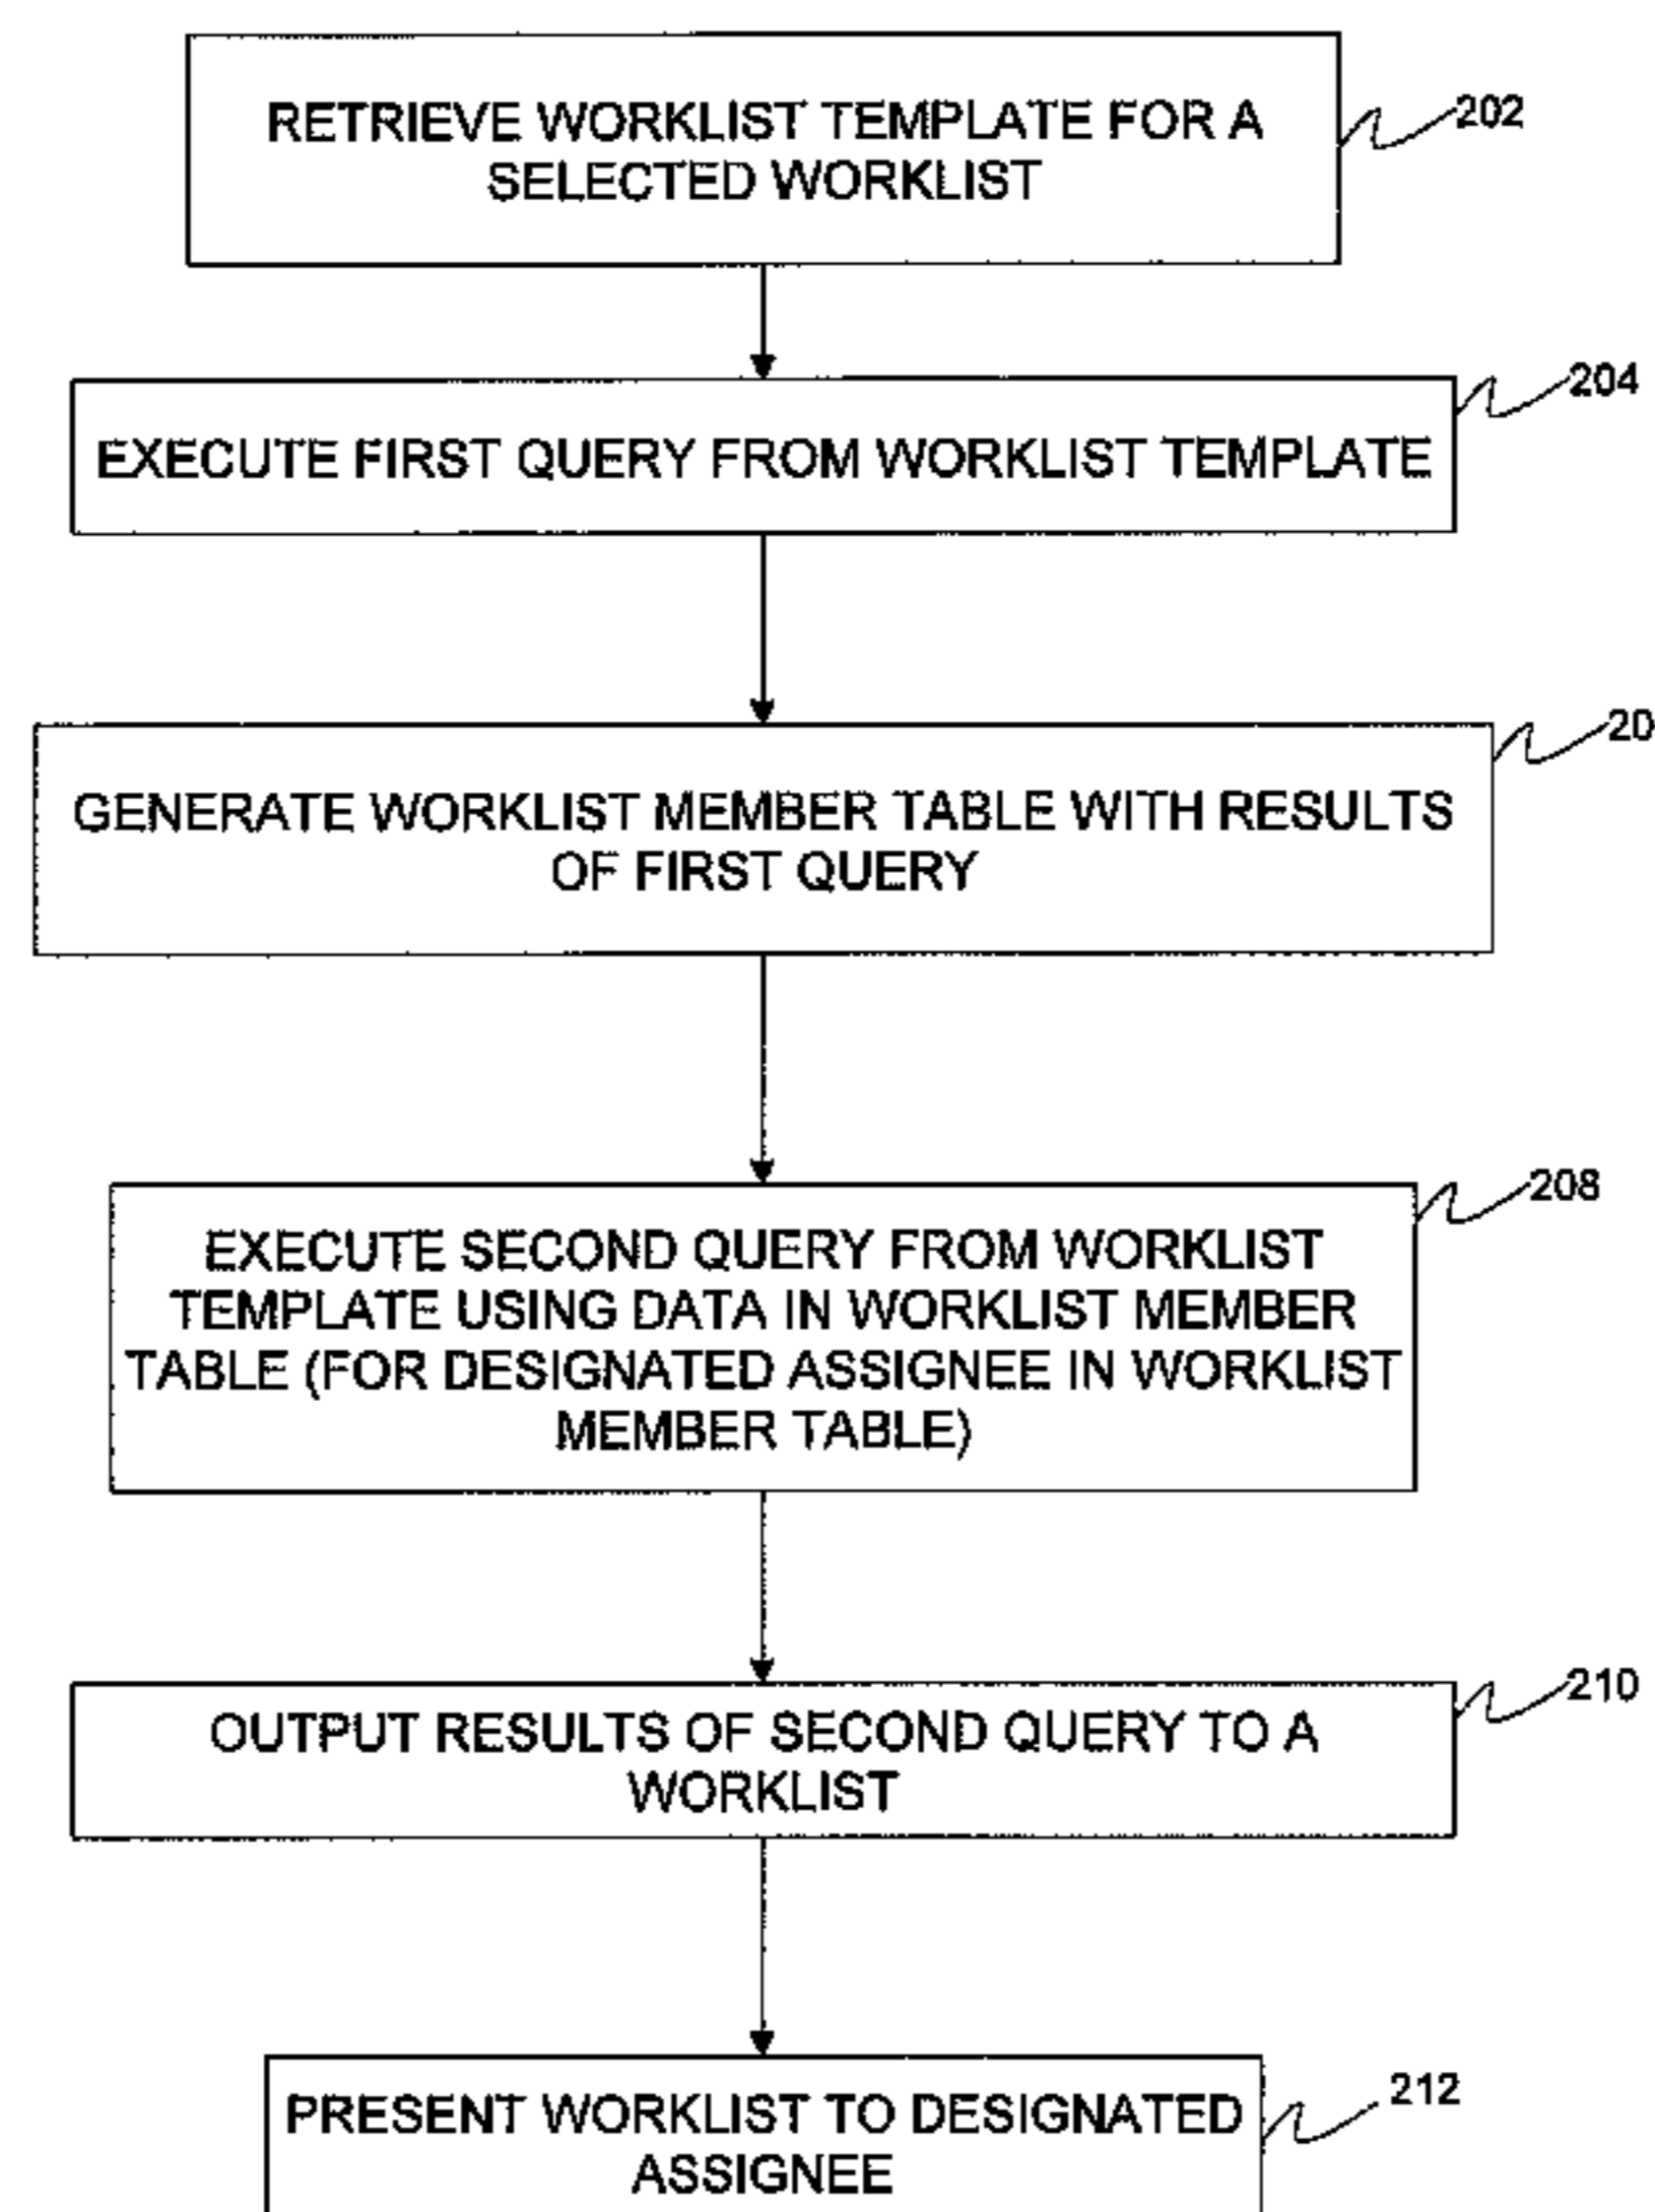 RETRIEVE WORKLIST TEMPLATE FOR A
SELECTED WORKLIST
202
EXECUTE FIRST QUERY FROM WORKLIST TEMPLATE
204
GENERATE WORKLIST MEMBER TABLE WITH RESULTS
OF FIRST QUERY
20
EXECUTE SECOND QUERY FROM WORKLIST
TEMPLATE USING DATA IN WORKLIST MEMBER
TABLE (FOR DESIGNATED ASSIGNEE IN WORKLIST
MEMBER TABLE)
208
OUTPUT RESULTS OF SECOND QUERY TO A
WORKLIST
210
PRESENT WORKLIST TO DESIGNATED
ASSIGNEE
212